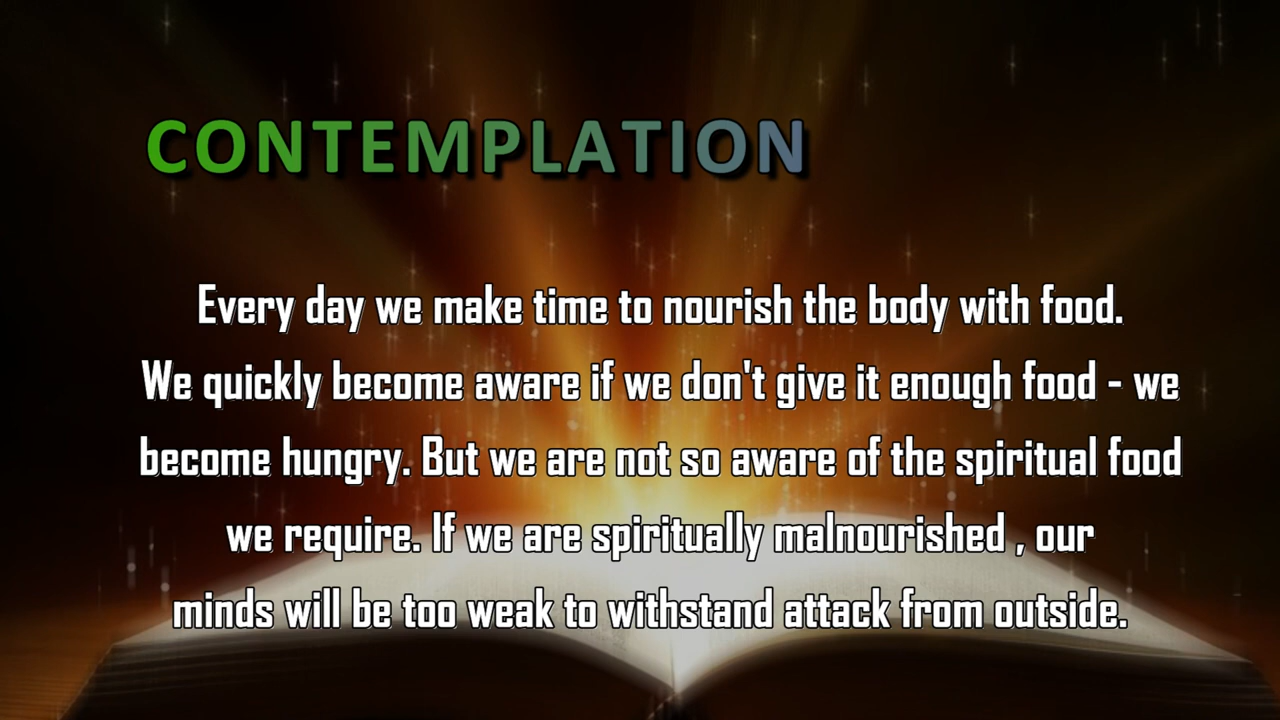 CONTEMPLATION
Every day we make time to nourish the body with food.
We quickly become aware if we don't give it enough food - we
become hungry. But we are not so aware of the spiritual food
we require. If we are spiritually malnourished , our
minds will be too weak to withstand attack from outside.